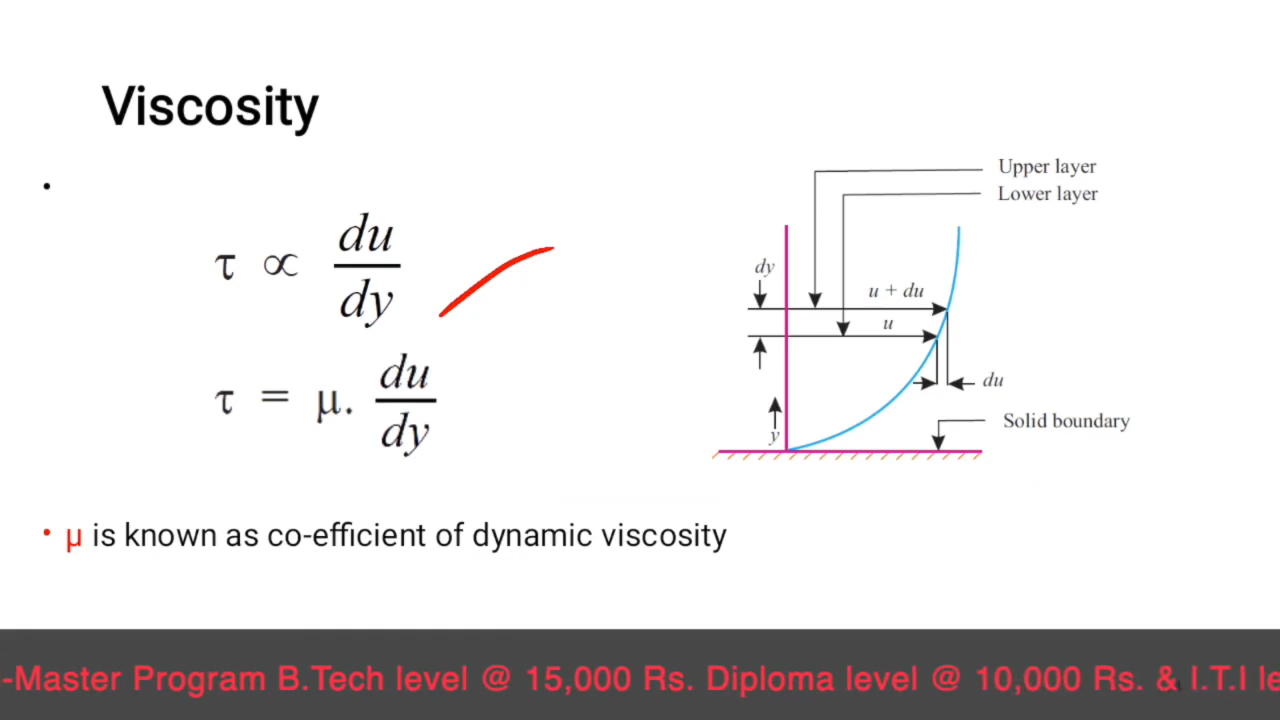 Viscosity
•
τ ∝ du/dy
τ = μ. du/dy
• μ is known as co-efficient of dynamic viscosity
Upper layer
Lower layer
dy
u + du
u
du
y
Solid boundary
-Master Program B.Tech level @ 15,000 Rs. Diploma level @ 10,000 Rs. & I.T.I le